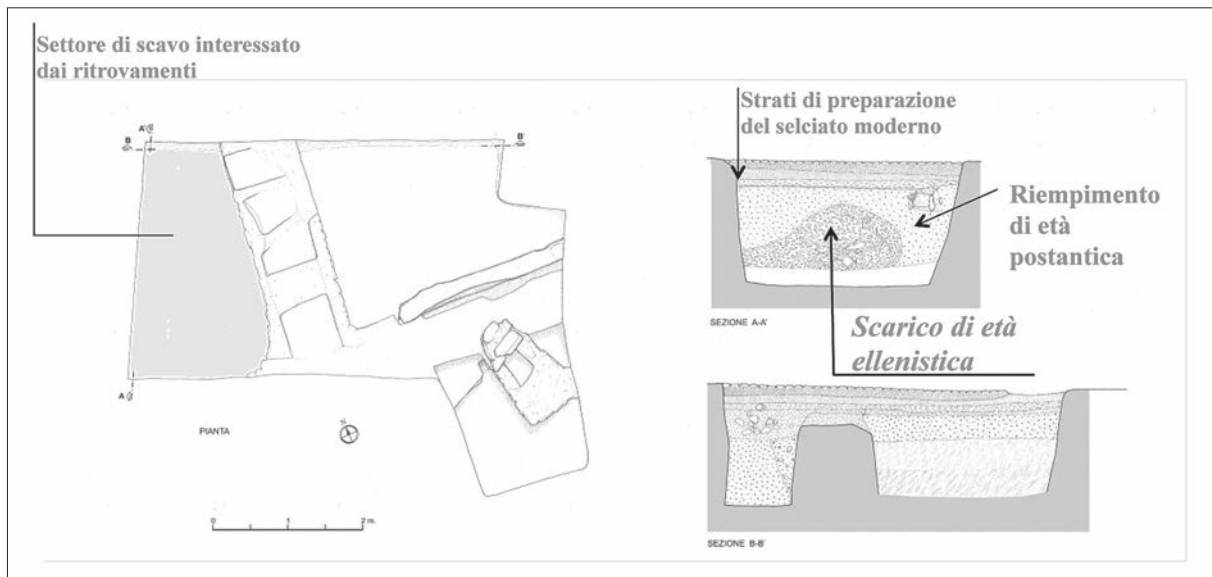 Settore di scavo interessato
dai ritrovamenti
A'
B
B'
A
PIANTA
N
0 1 2 m.
Strati di preparazione
del selciato moderno
Riempimento
di età
postantica
SEZIONE A-A'
Scarico di età
ellenistica
SEZIONE B-B'